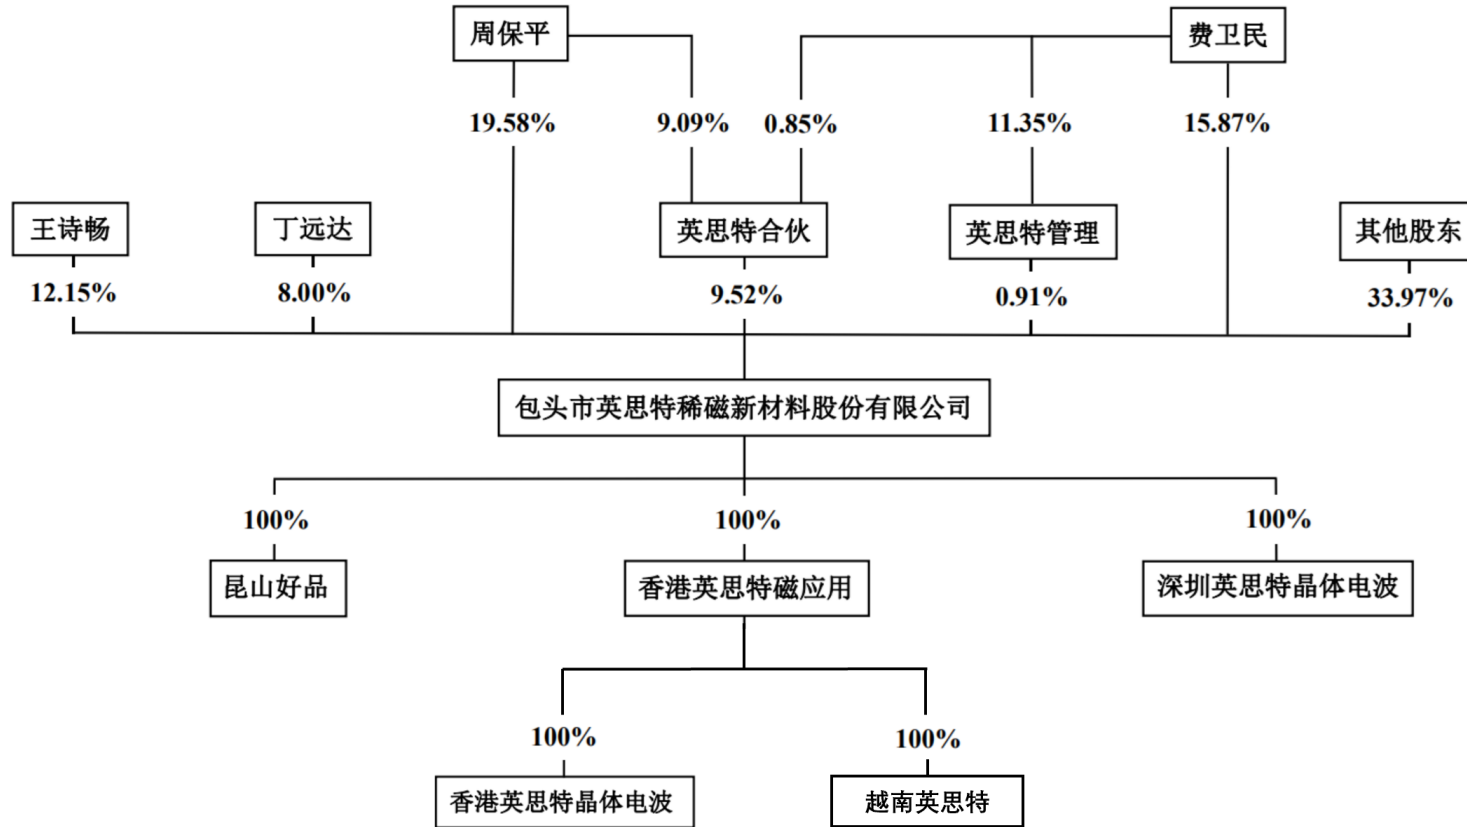 周保平
费卫民
19.58%
9.09%
0.85%
11.35%
15.87%
王诗畅
丁远达
英思特合伙
英思特管理
其他股东
12.15%
8.00%
9.52%
0.91%
33.97%
包头市英思特稀磁新材料股份有限公司
100%
100%
100%
昆山好品
香港英思特磁应用
深圳英思特晶体电波
100%
100%
香港英思特晶体电波
越南英思特